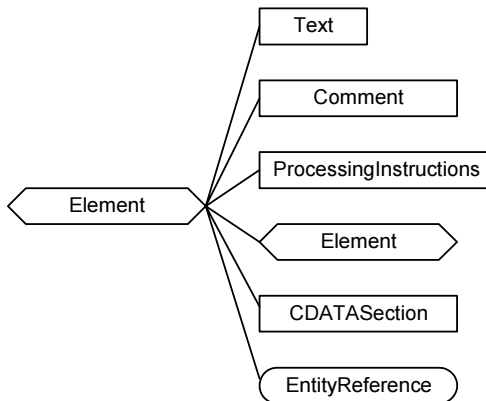 Text
Comment
ProcessingInstructions
Element
Element
CDATASection
EntityReference